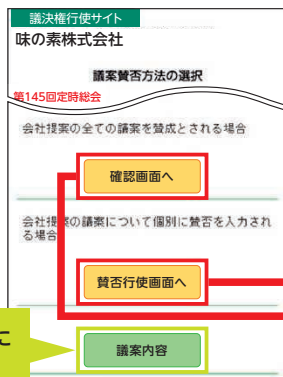 議決権行使サイト
味の素株式会社
議案賛否方法の選択
第145回定時総会
会社提案の全ての議案を賛成とされる場合
確認画面へ
会社提案の議案について個別に賛否を入力され
る場合
賛否行使画面へ
に
議案内容